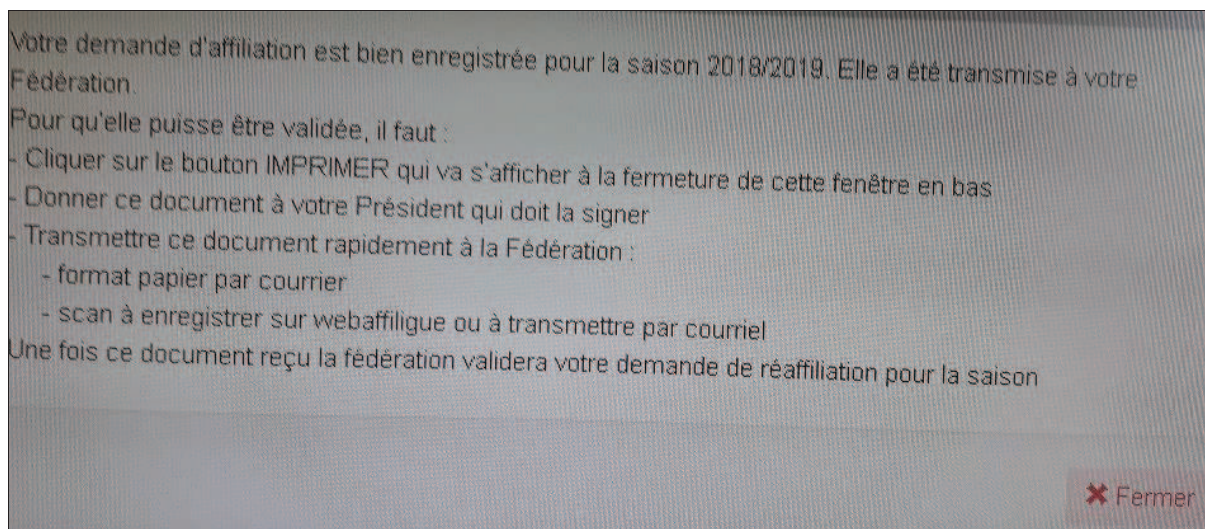 Votre demande d'affiliation est bien enregistrée pour la saison 2018/2019. Elle a été transmise à votre
Fédération.
Pour qu'elle puisse être validée, il faut :
- Cliquer sur le bouton IMPRIMER qui va s'afficher à la fermeture de cette fenêtre en bas
- Donner ce document à votre Président qui doit la signer
- Transmettre ce document rapidement à la Fédération :
- format papier par courrier
- scan à enregistrer sur webaffiligue ou à transmettre par courriel
Une fois ce document reçu la fédération validera votre demande de réaffiliation pour la saison
✖ Fermer